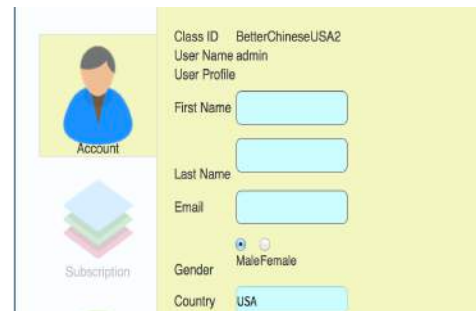 Class ID BetterChineseUSA2
User Name admin
User Profile
First Name
Account
Last Name
Email
MaleFemale
Gender
Subscription
Country USA